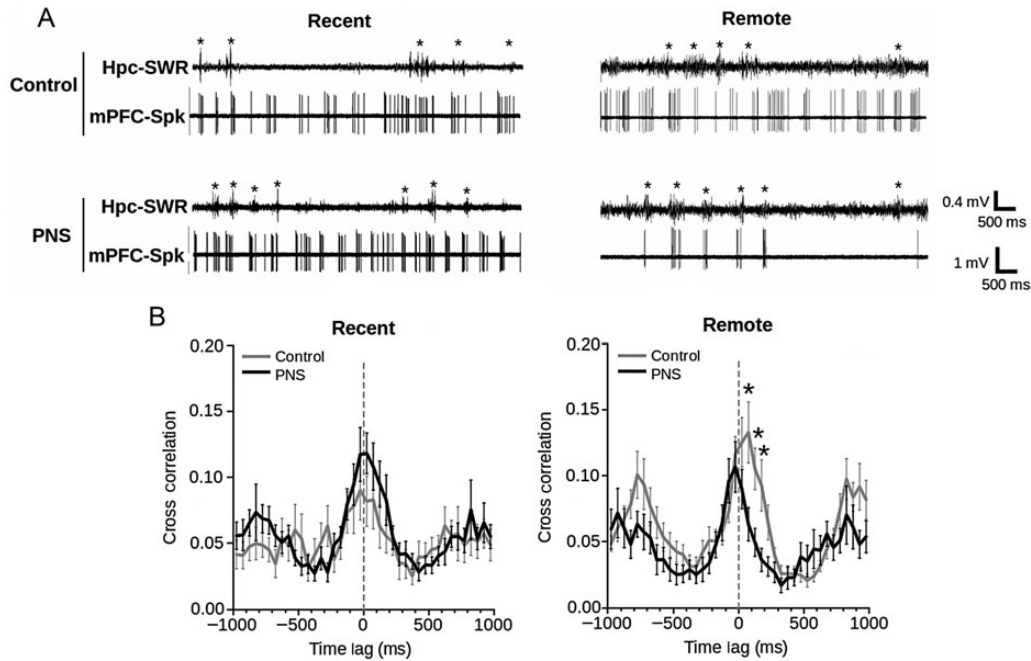 A
Recent
Remote
* * * * *
* * * * *
Control
Hpc-SWR
mPFC-Spk
* * * * * * *
* * * * * *
PNS
Hpc-SWR
mPFC-Spk
0.4 mV
500 ms
1 mV
500 ms
B
Recent
Remote
0.20
0.15
0.10
0.05
0.00
Cross correlation
Control
PNS
−1000 −500 0 500 1000
Time lag (ms)
0.20
0.15
0.10
0.05
0.00
Cross correlation
Control
PNS
*
*
*
−1000 −500 0 500 1000
Time lag (ms)